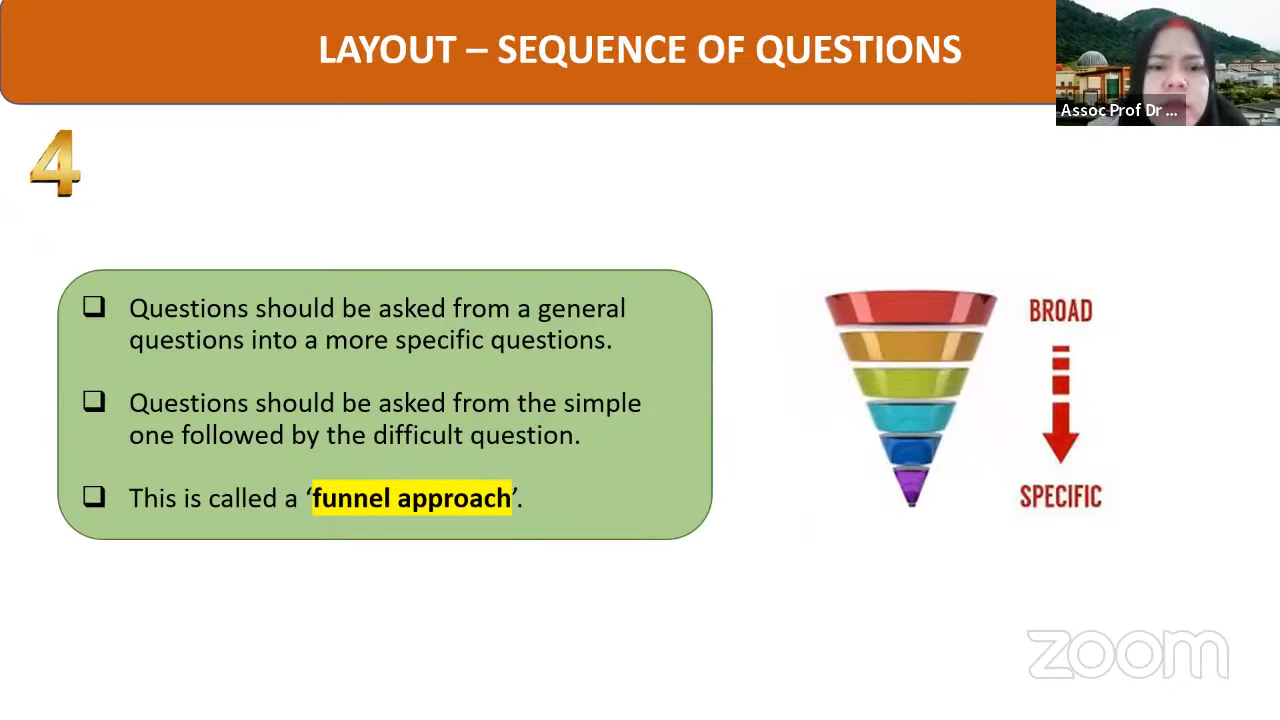 LAYOUT – SEQUENCE OF QUESTIONS
Assoc Prof Dr ...
4
❑ Questions should be asked from a general
questions into a more specific questions.
❑ Questions should be asked from the simple
one followed by the difficult question.
❑ This is called a ‘funnel approach’.
BROAD
SPECIFIC
zoom